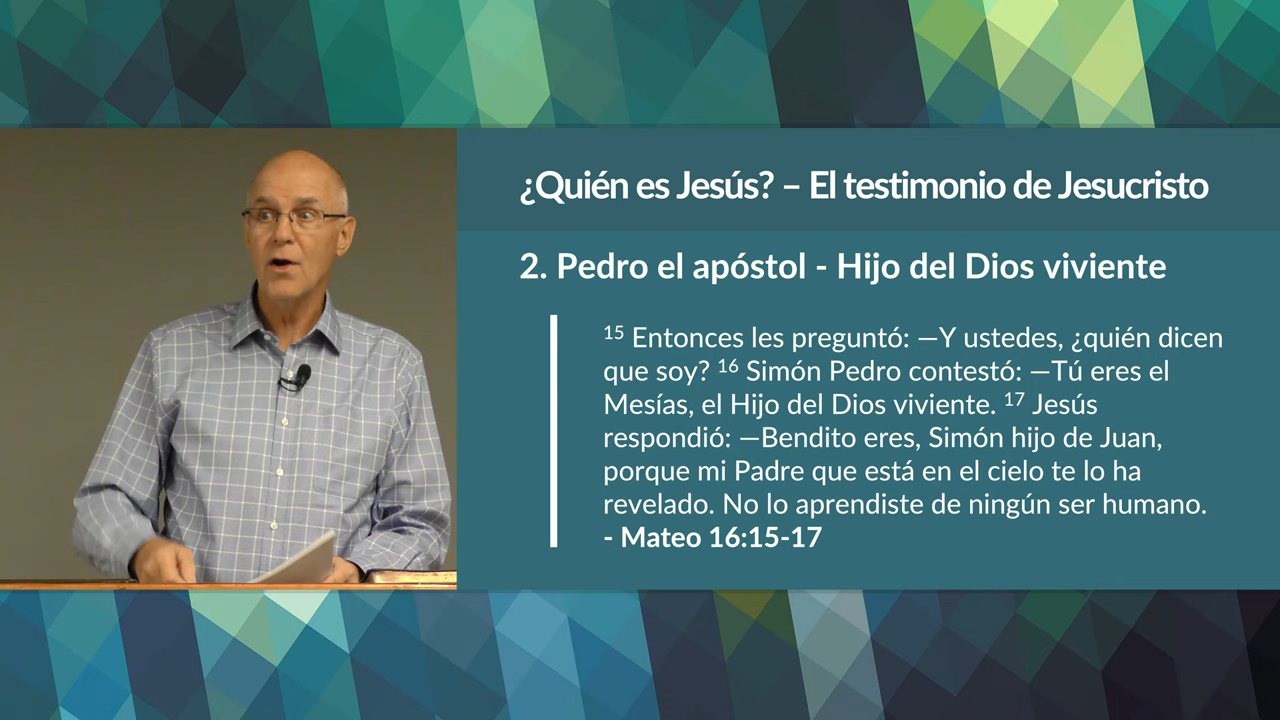 ¿Quién es Jesús? – El testimonio de Jesucristo
2. Pedro el apóstol - Hijo del Dios viviente
15 Entonces les preguntó: —Y ustedes, ¿quién dicen
que soy? 16 Simón Pedro contestó: —Tú eres el
Mesías, el Hijo del Dios viviente. 17 Jesús
respondió: —Bendito eres, Simón hijo de Juan,
porque mi Padre que está en el cielo te lo ha
revelado. No lo aprendiste de ningún ser humano.
- Mateo 16:15-17